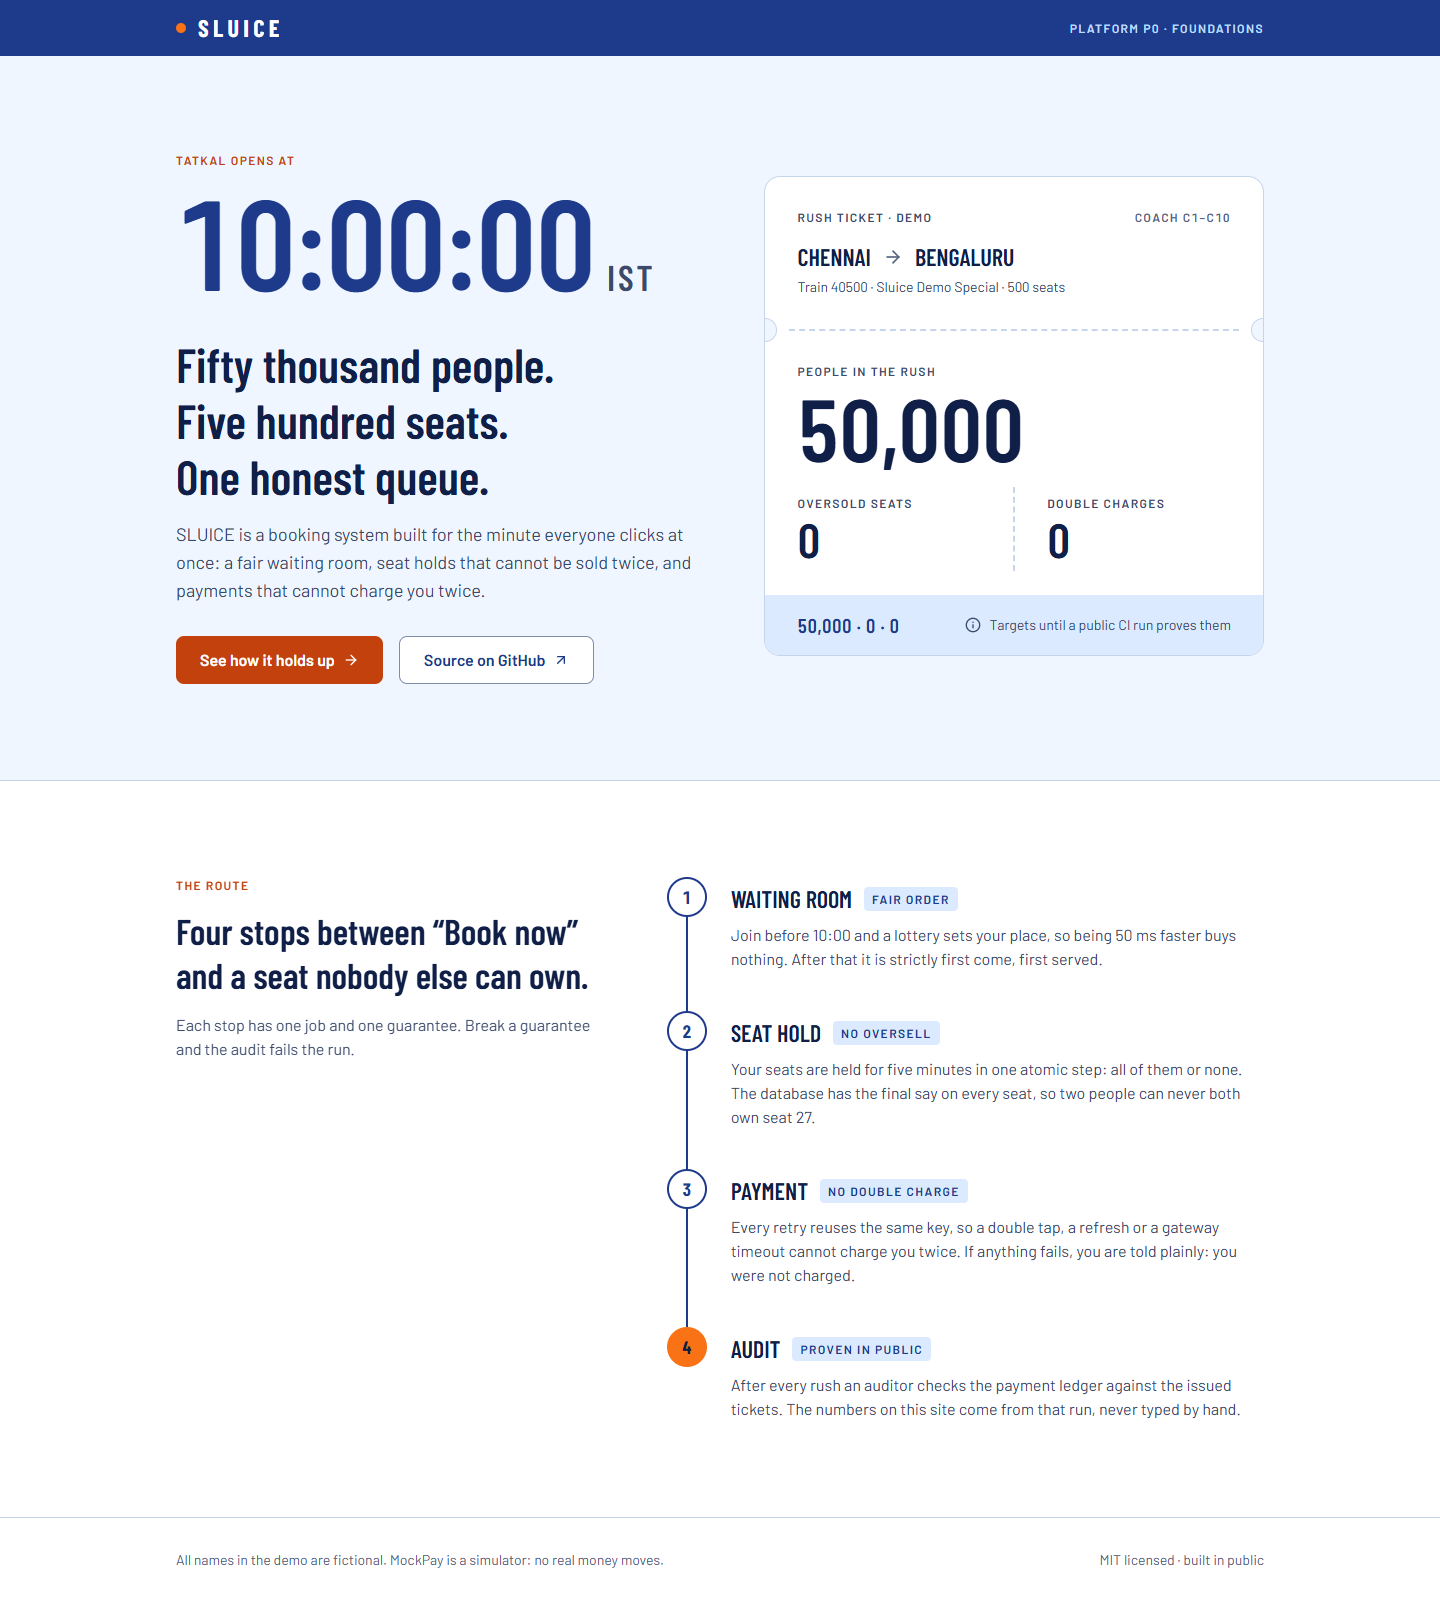 SLUICE
PLATFORM P0 · FOUNDATIONS
TATKAL OPENS AT
10:00:00 IST
Fifty thousand people.
Five hundred seats.
One honest queue.
SLUICE is a booking system built for the minute everyone clicks at
once: a fair waiting room, seat holds that cannot be sold twice, and
payments that cannot charge you twice.
See how it holds up →
Source on GitHub ↗
RUSH TICKET · DEMO
COACH C1–C10
CHENNAI → BENGALURU
Train 40500 · Sluice Demo Special · 500 seats
PEOPLE IN THE RUSH
50,000
OVERSOLD SEATS
0
DOUBLE CHARGES
0
50,000 · 0 · 0
Targets until a public CI run proves them
THE ROUTE
Four stops between “Book now”
and a seat nobody else can own.
Each stop has one job and one guarantee. Break a guarantee
and the audit fails the run.
1
WAITING ROOM
FAIR ORDER
Join before 10:00 and a lottery sets your place, so being 50 ms faster buys
nothing. After that it is strictly first come, first served.
2
SEAT HOLD
NO OVERSELL
Your seats are held for five minutes in one atomic step: all of them or none.
The database has the final say on every seat, so two people can never both
own seat 27.
3
PAYMENT
NO DOUBLE CHARGE
Every retry reuses the same key, so a double tap, a refresh or a gateway
timeout cannot charge you twice. If anything fails, you are told plainly: you
were not charged.
4
AUDIT
PROVEN IN PUBLIC
After every rush an auditor checks the payment ledger against the issued
tickets. The numbers on this site come from that run, never typed by hand.
All names in the demo are fictional. MockPay is a simulator: no real money moves.
MIT licensed · built in public